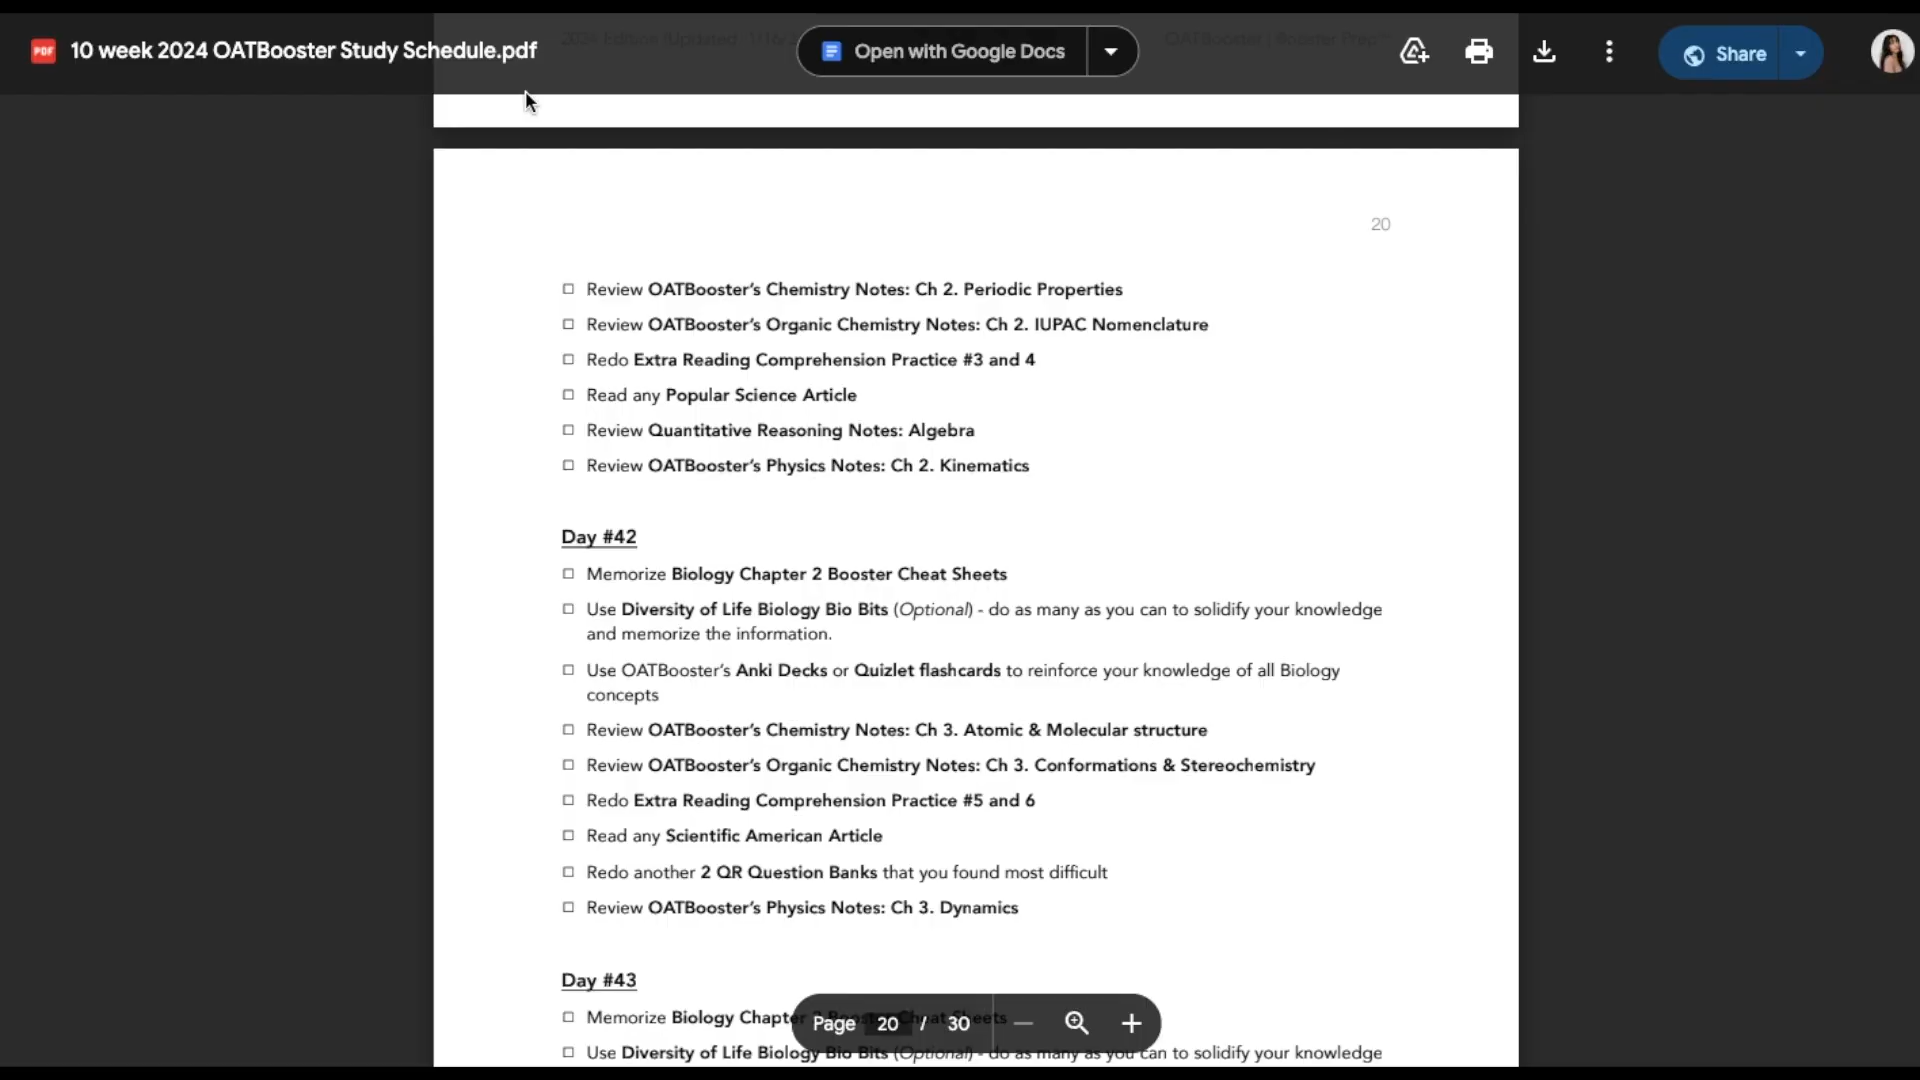 PDF 10 week 2024 OATBooster Study Schedule.pdf
Open with Google Docs
Share
20
Review OATBooster's Chemistry Notes: Ch 2. Periodic Properties
Review OATBooster's Organic Chemistry Notes: Ch 2. IUPAC Nomenclature
Redo Extra Reading Comprehension Practice #3 and 4
Read any Popular Science Article
Review Quantitative Reasoning Notes: Algebra
Review OATBooster's Physics Notes: Ch 2. Kinematics
Day #42
Memorize Biology Chapter 2 Booster Cheat Sheets
Use Diversity of Life Biology Bio Bits (Optional) - do as many as you can to solidify your knowledge
and memorize the information.
Use OATBooster's Anki Decks or Quizlet flashcards to reinforce your knowledge of all Biology
concepts
Review OATBooster's Chemistry Notes: Ch 3. Atomic & Molecular structure
Review OATBooster's Organic Chemistry Notes: Ch 3. Conformations & Stereochemistry
Redo Extra Reading Comprehension Practice #5 and 6
Read any Scientific American Article
Redo another 2 QR Question Banks that you found most difficult
Review OATBooster's Physics Notes: Ch 3. Dynamics
Day #43
Memorize Biology Chapter 2 Booster Cheat Sheets
Page 20 / 30
Use Diversity of Life Biology Bio Bits (Optional) - do as many as you can to solidify your knowledge